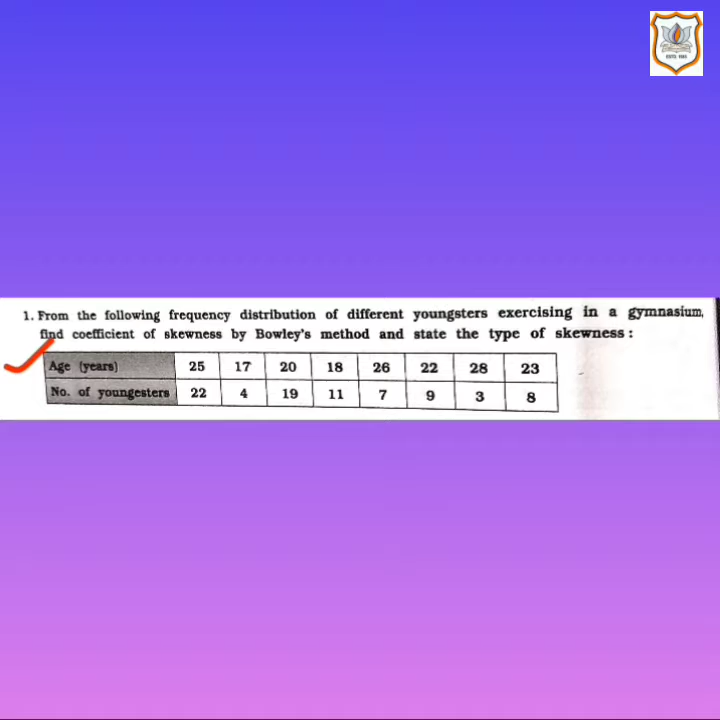 1. From the following frequency distribution of different youngsters exercising in a gymnasium,
find coefficient of skewness by Bowley's method and state the type of skewness :
Age (years) 25 17 20 18 26 22 28 23
No. of youngesters 22 4 19 11 7 9 3 8